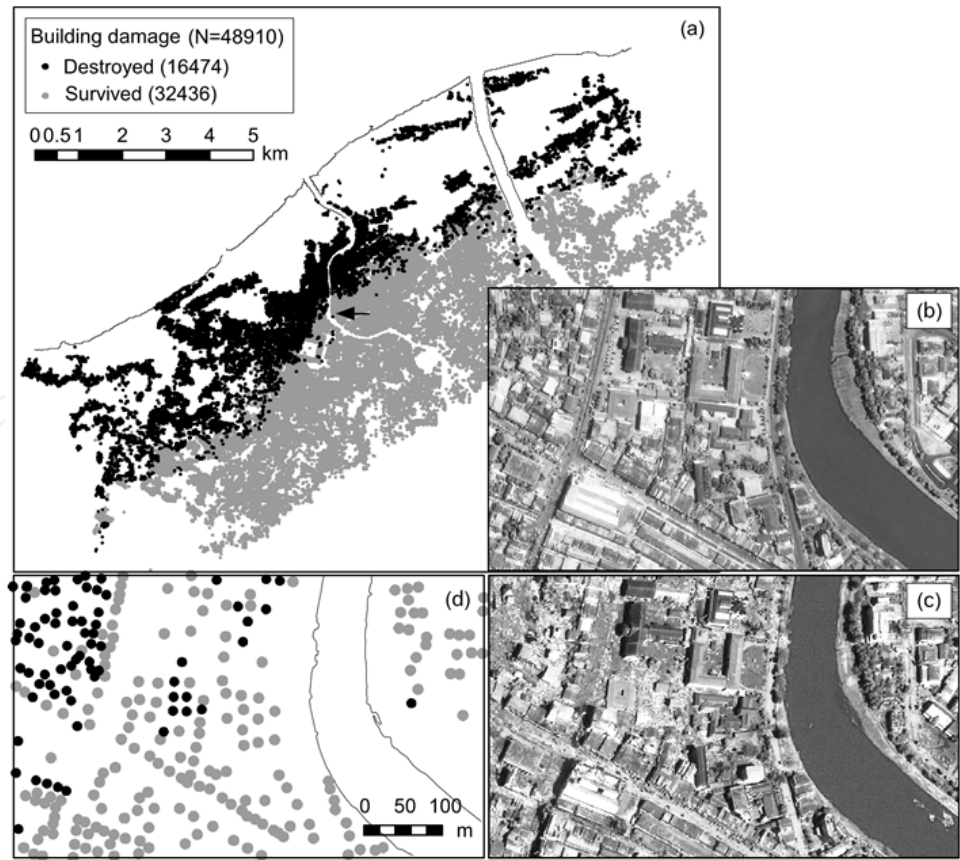 (a)
Building damage (N=48910)
Destroyed (16474)
Survived (32436)
0 0.5 1 2 3 4 5
km
(b)
(c)
(d)
0 50 100
m